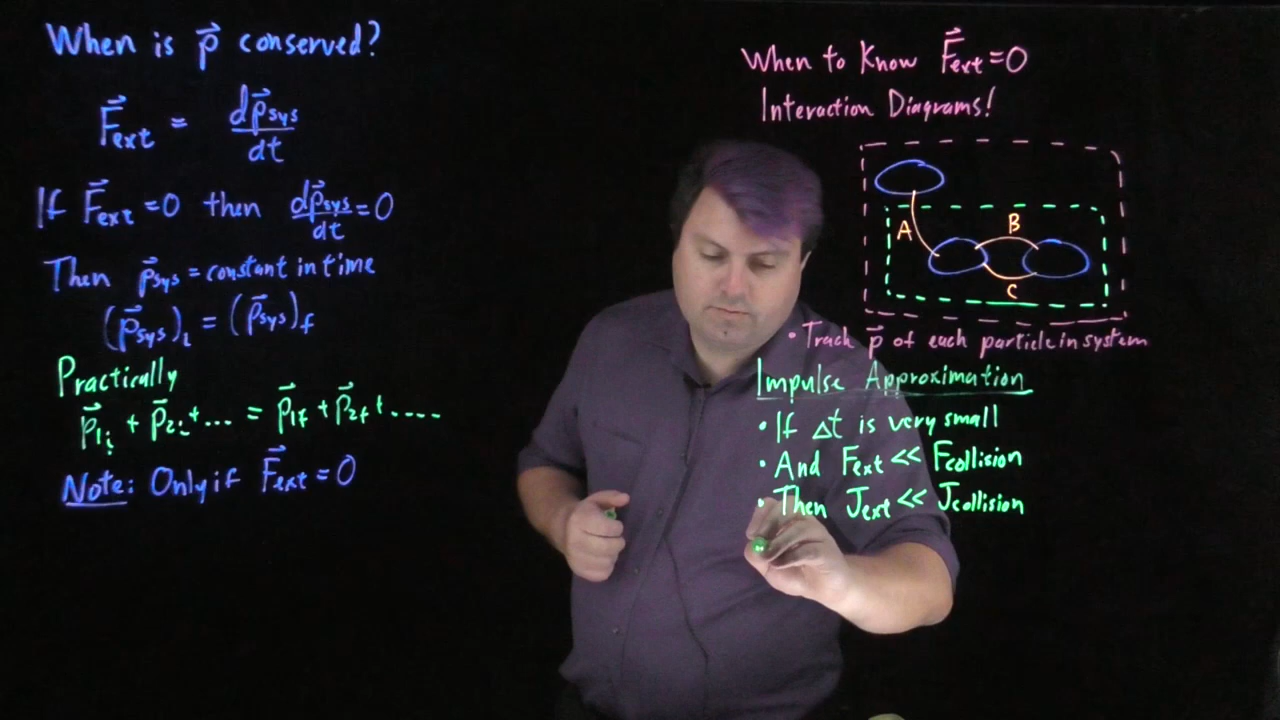 When is p⃗ conserved?
F⃗ext = dp⃗sys/dt
If F⃗ext = 0 then dp⃗sys/dt = 0
Then p⃗sys = constant in time
(p⃗sys)i = (p⃗sys)f
Practically
p⃗1i + p⃗2i + ... = p⃗1f + p⃗2f + ....
Note: Only if F⃗ext = 0
When to Know F⃗ext = 0
Interaction Diagrams!
A
B
C
• Track p⃗ of each particle in system
Impulse Approximation
• If Δt is very small
• And Fext << Fcollision
• Then Jext << Jcollision